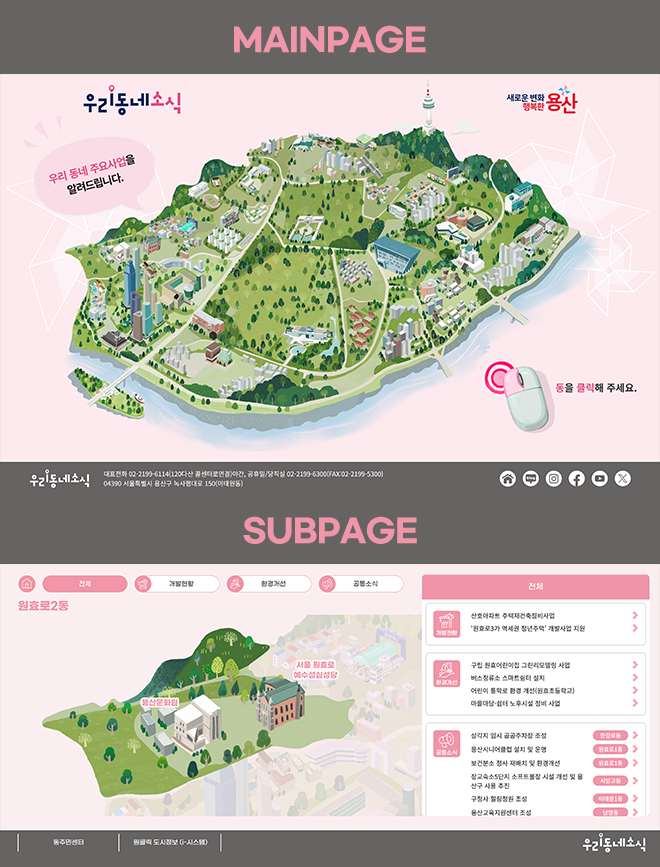 MAINPAGE
우리동네소식
새로운 변화
행복한 용산
우리 동네 주요사업을
알려드립니다.
동을 클릭해 주세요.
우리동네소식
대표전화 02-2199-6114(120다산 콜센터로연결)야간, 공휴일/당직실 02-2199-6300(FAX:02-2199-5300)
04390 서울특별시 용산구 녹사평대로 150(이태원동)
blog
SUBPAGE
전체
개발현황
환경개선
공통소식
원효로2동
서울 원효로
예수성심성당
용산문화원
전체
개발현황
산호아파트 주택재건축정비사업
'원효로3가 역세권 청년주택' 개발사업 지원
환경개선
구립 원효어린이집 그린리모델링 사업
버스정류소 스마트쉼터 설치
어린이 통학로 환경 개선(원효초등학교)
마을마당·쉼터 노후시설 정비 사업
공통소식
삼각지 임시 공공주차장 조성 한강로동
용산시니어클럽 설치 및 운영 원효로1동
보건분소 청사 재배치 및 환경개선 원효로1동
장교숙소5단지 소프트볼장 시설 개선 및 용
산구 사용 추진 서빙고동
구청사 힐링정원 조성 이태원1동
용산교육지원센터 조성 남영동
동주민센터
원클릭 도시정보 (i-시스템)
우리동네소식